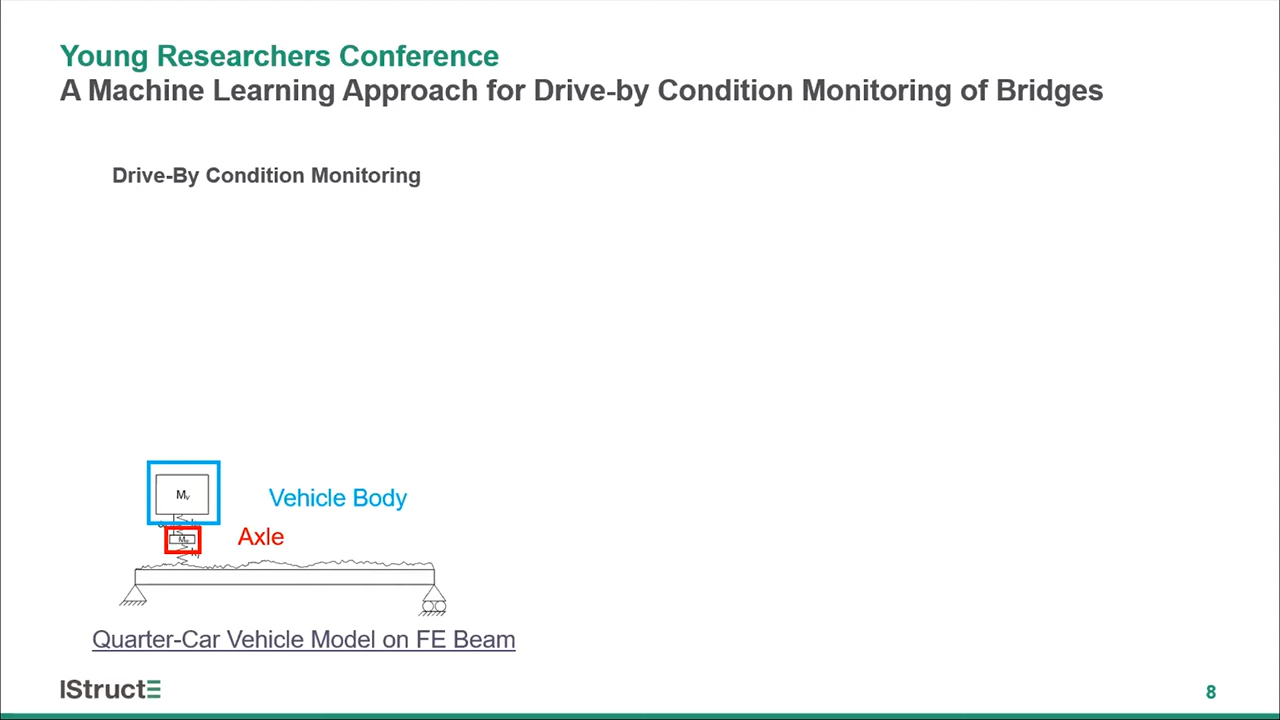 Young Researchers Conference
A Machine Learning Approach for Drive-by Condition Monitoring of Bridges
Drive-By Condition Monitoring
Mv
Vehicle Body
Axle
Quarter-Car Vehicle Model on FE Beam
IStructE
8